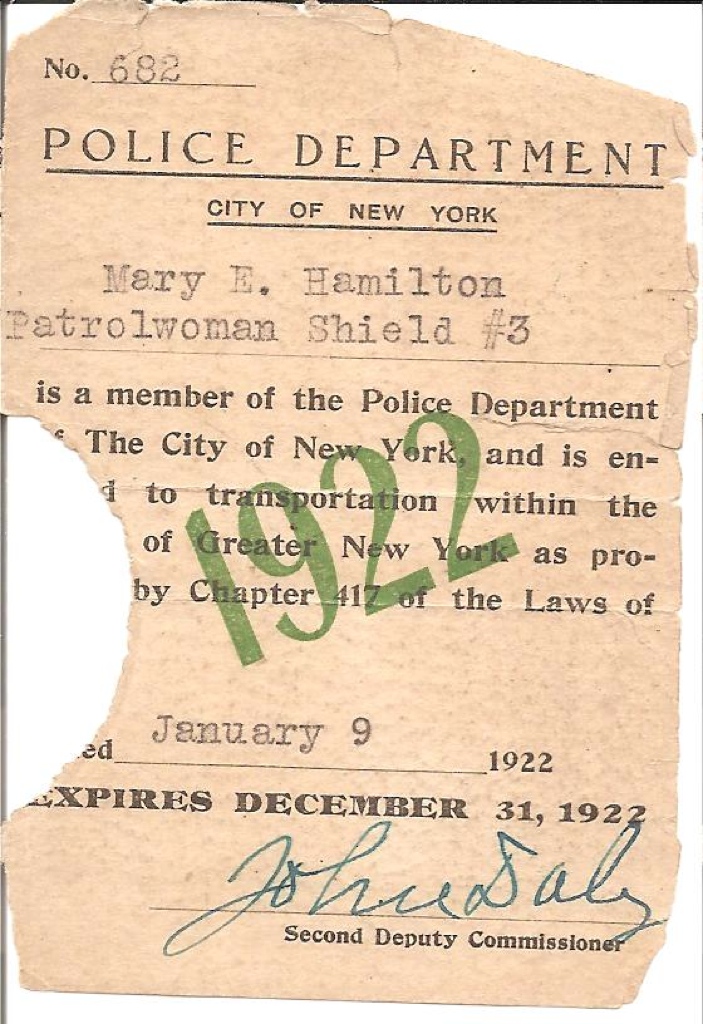 No. 682
POLICE DEPARTMENT
CITY OF NEW YORK
Mary E. Hamilton
Patrolwoman Shield #3
is a member of the Police Department
The City of New York, and is en-
d to transportation within the
of Greater New York as pro-
by Chapter 417 of the Laws of
1922
January 9
ed 1922
EXPIRES DECEMBER 31, 1922
John Daly
Second Deputy Commissioner